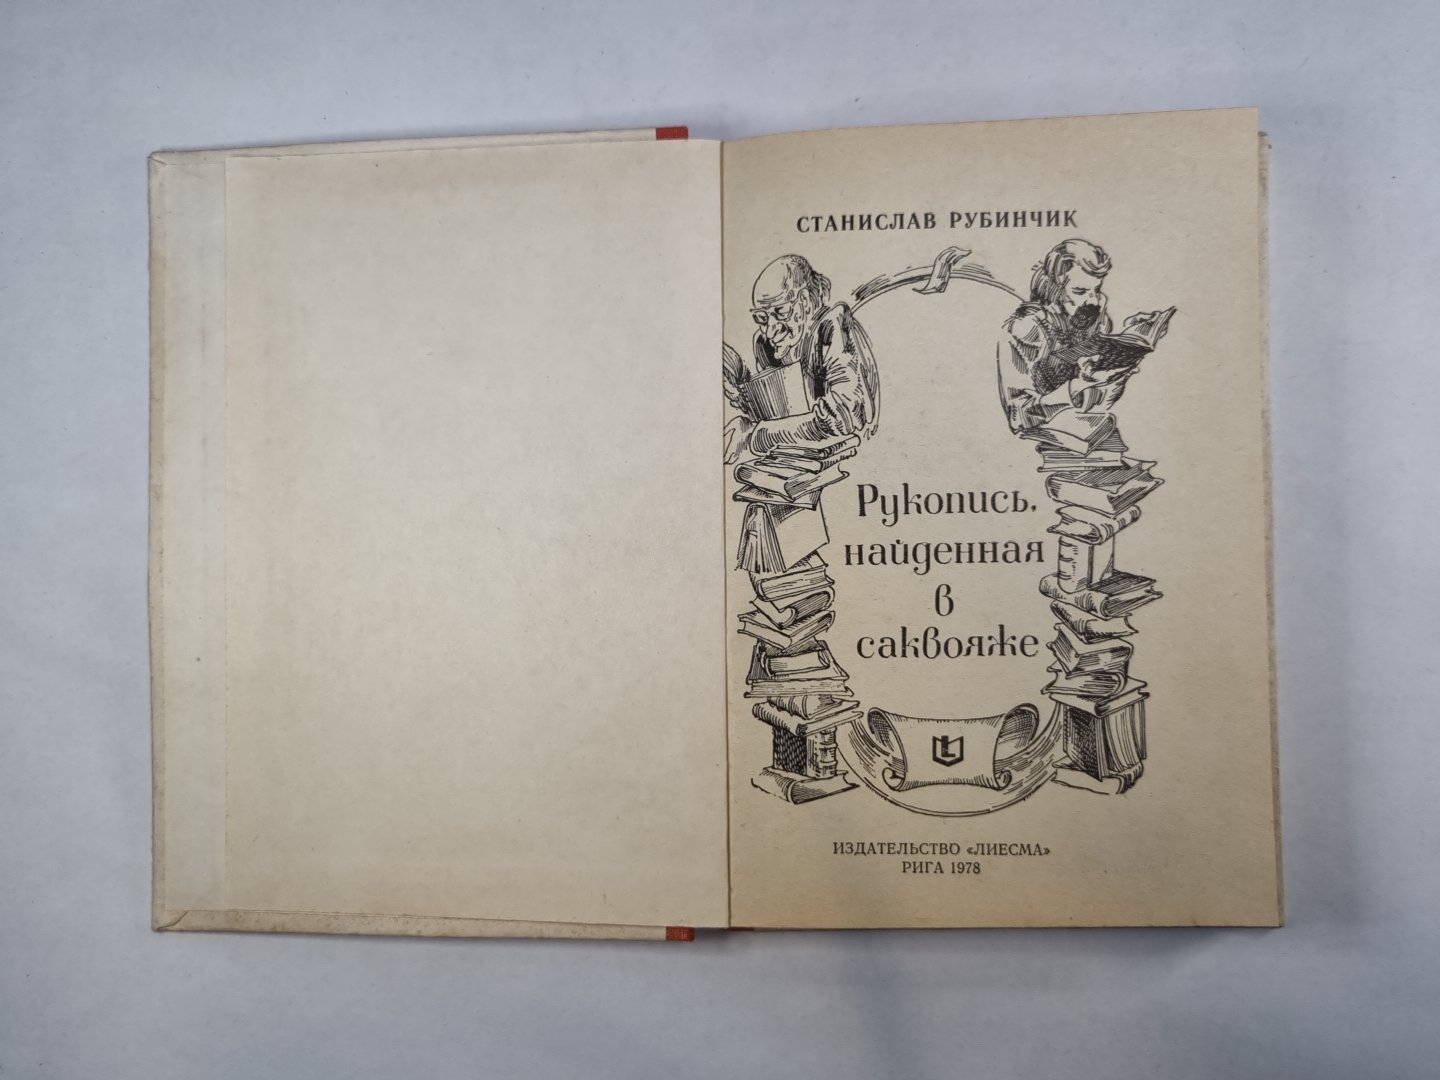 СТАНИСЛАВ РУБИНЧИК
Рукопись,
найденная
в
саквояже
L
ИЗДАТЕЛЬСТВО «ЛИЕСМА»
РИГА 1978